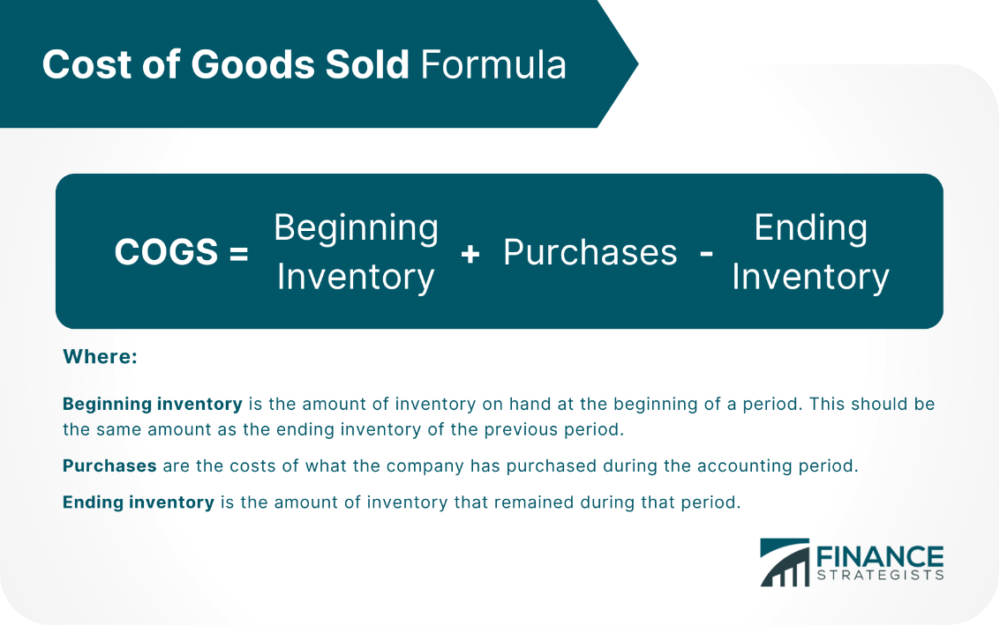 Cost of Goods Sold Formula
COGS = Beginning Inventory + Purchases - Ending Inventory
Where:
Beginning inventory is the amount of inventory on hand at the beginning of a period. This should be
the same amount as the ending inventory of the previous period.
Purchases are the costs of what the company has purchased during the accounting period.
Ending inventory is the amount of inventory that remained during that period.
FINANCE
STRATEGISTS